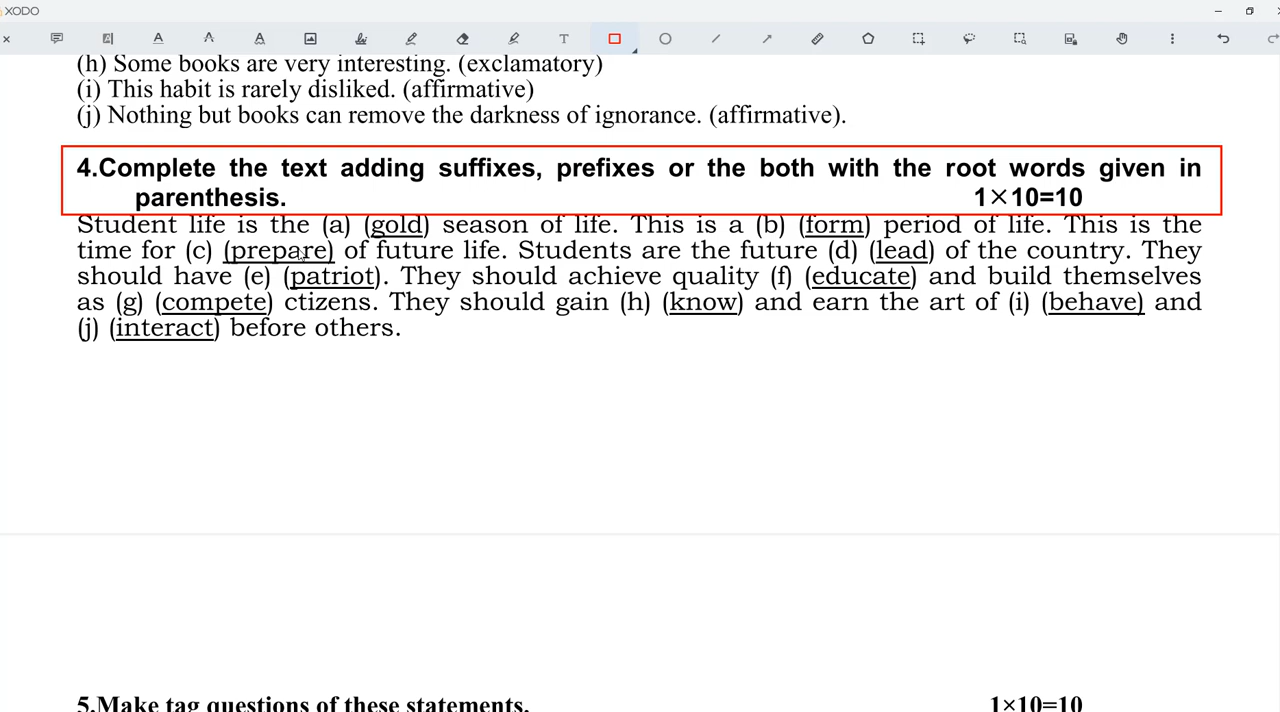 XODO
(h) Some books are very interesting. (exclamatory)
(i) This habit is rarely disliked. (affirmative)
(j) Nothing but books can remove the darkness of ignorance. (affirmative).
4.Complete the text adding suffixes, prefixes or the both with the root words given in
parenthesis. 1×10=10
Student life is the (a) (gold) season of life. This is a (b) (form) period of life. This is the
time for (c) (prepare) of future life. Students are the future (d) (lead) of the country. They
should have (e) (patriot). They should achieve quality (f) (educate) and build themselves
as (g) (compete) ctizens. They should gain (h) (know) and earn the art of (i) (behave) and
(j) (interact) before others.
5.Make tag questions of these statements. 1×10=10